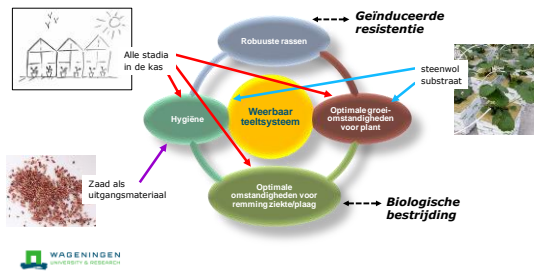 Geïnduceerde
resistentie
Robuuste rassen
Alle stadia
in de kas
steenwol
substraat
Weerbaar
teeltsysteem
Hygiëne
Optimale groei-
omstandigheden
voor plant
Zaad als
uitgangsmateriaal
Optimale
omstandigheden voor
remming ziekte/plaag
Biologische
bestrijding
WAGENINGEN
UNIVERSITY & RESEARCH